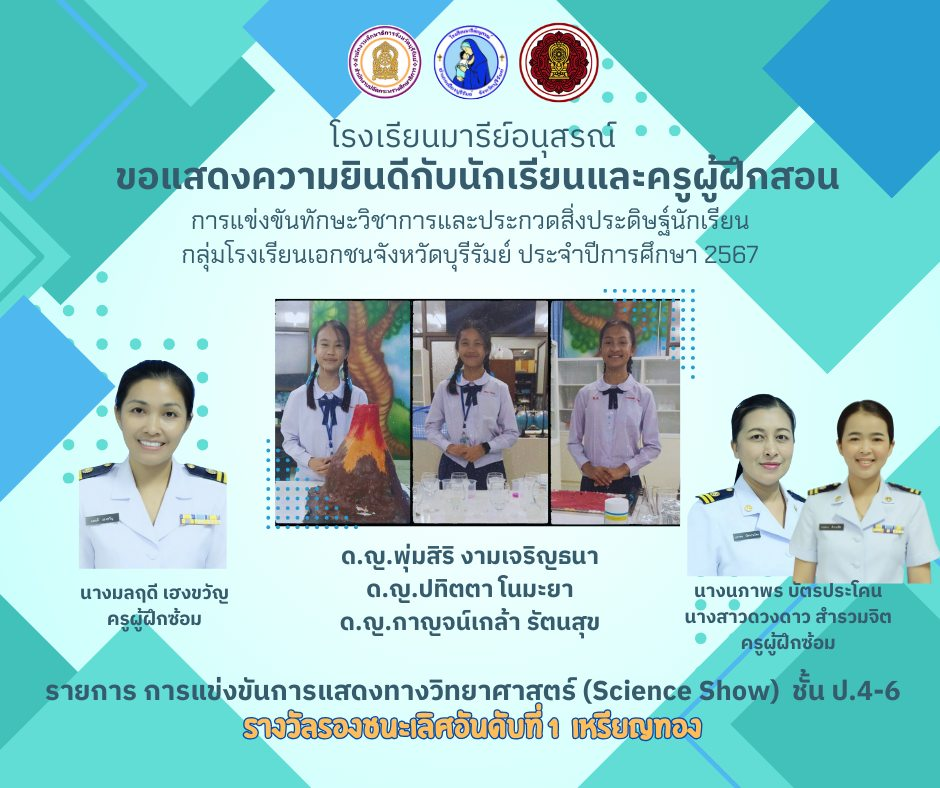 โรงเรียนมารีย์อนุสรณ์
ขอแสดงความยินดีกับนักเรียนและครูผู้ฝึกสอน
การแข่งขันทักษะวิชาการและประกวดสิ่งประดิษฐ์นักเรียน
กลุ่มโรงเรียนเอกชนจังหวัดบุรีรัมย์ ประจำปีการศึกษา 2567
ด.ญ.พุ่มสิริ งามเจริญธนา
ด.ญ.ปทิตตา โนมะยา
ด.ญ.กาญจน์เกล้า รัตนสุข
นางมลฤดี เฮงขวัญ
ครูผู้ฝึกซ้อม
นางนภาพร บัตรประโคน
นางสาวดวงดาว สำรวมจิต
ครูผู้ฝึกซ้อม
รายการ การแข่งขันการแสดงทางวิทยาศาสตร์ (Science Show) ชั้น ป.4-6
รางวัลรองชนะเลิศอันดับที่ 1 เหรียญทอง